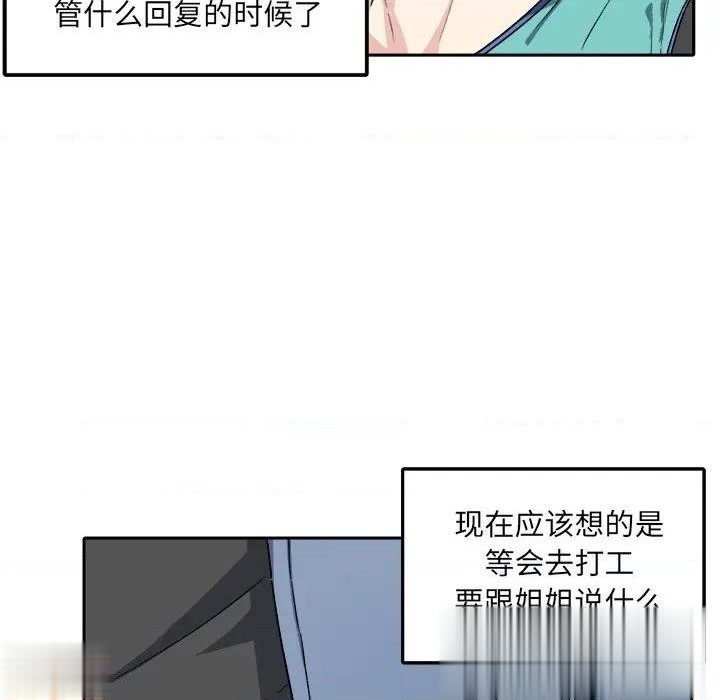 管什么回复的时候了
现在应该想的是
等会去打工
要跟姐姐说什么